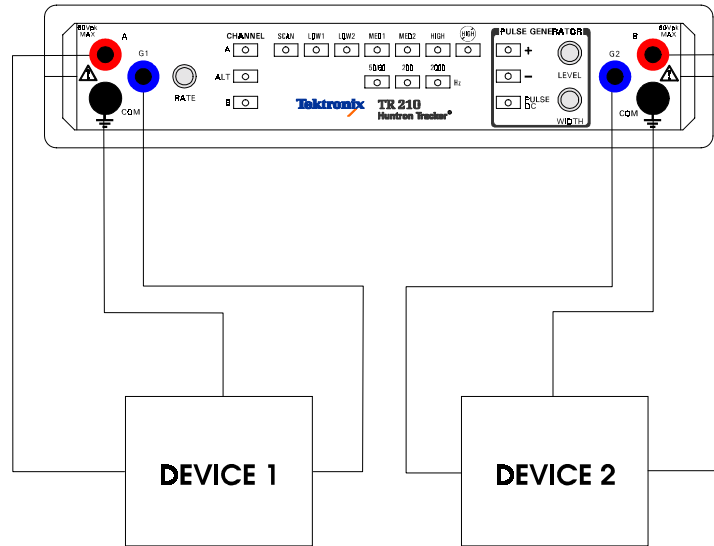 60Vpk
MAX
A
G1
COM
RATE
CHANNEL
A
ALT
B
SCAN
LOW1
LOW2
MED1
MED2
HIGH
HIGH
50/60
200
2000
Hz
Tektronix
TR 210
Huntron Tracker®
PULSE GENERATOR
+
−
PULSE
DC
LEVEL
WIDTH
G2
B
60Vpk
MAX
COM
DEVICE 1
DEVICE 2